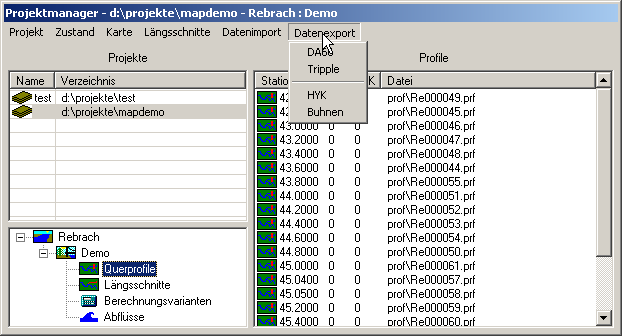 Projektmanager - d:\projekte\mapdemo - Rebrach : Demo
Projekt Zustand Karte Längsschnitte Datenimport Datenexport
Tripple
HYK
Buhnen
Projekte
Name Verzeichnis
test d:\projekte\test
d:\projekte\mapdemo
Rebrach
Demo
Querprofile
Längsschnitte
Berechnungsvarianten
Abflüsse
Profile
Statio K Datei
42 prof\Re000049.prf
42 prof\Re000045.prf
43.0000 0 0 prof\Re000046.prf
43.2000 0 0 prof\Re000047.prf
43.4000 0 0 prof\Re000048.prf
43.6000 0 0 prof\Re000044.prf
43.8000 0 0 prof\Re000055.prf
44.0000 0 0 prof\Re000051.prf
44.2000 0 0 prof\Re000052.prf
44.4000 0 0 prof\Re000053.prf
44.6000 0 0 prof\Re000054.prf
44.8000 0 0 prof\Re000050.prf
45.0000 0 0 prof\Re000061.prf
45.0400 0 0 prof\Re000057.prf
45.0500 0 0 prof\Re000058.prf
45.2000 0 0 prof\Re000059.prf
45.4000 0 0 prof\Re000060.prf